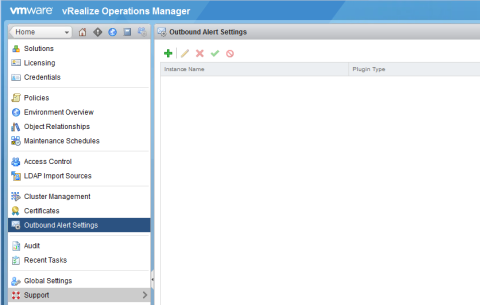 vmware vRealize Operations Manager
Home
Outbound Alert Settings
Solutions
Licensing
Credentials
Policies
Environment Overview
Object Relationships
Maintenance Schedules
Access Control
LDAP Import Sources
Cluster Management
Certificates
Outbound Alert Settings
Audit
Recent Tasks
Global Settings
Support
Instance Name
Plugin Type